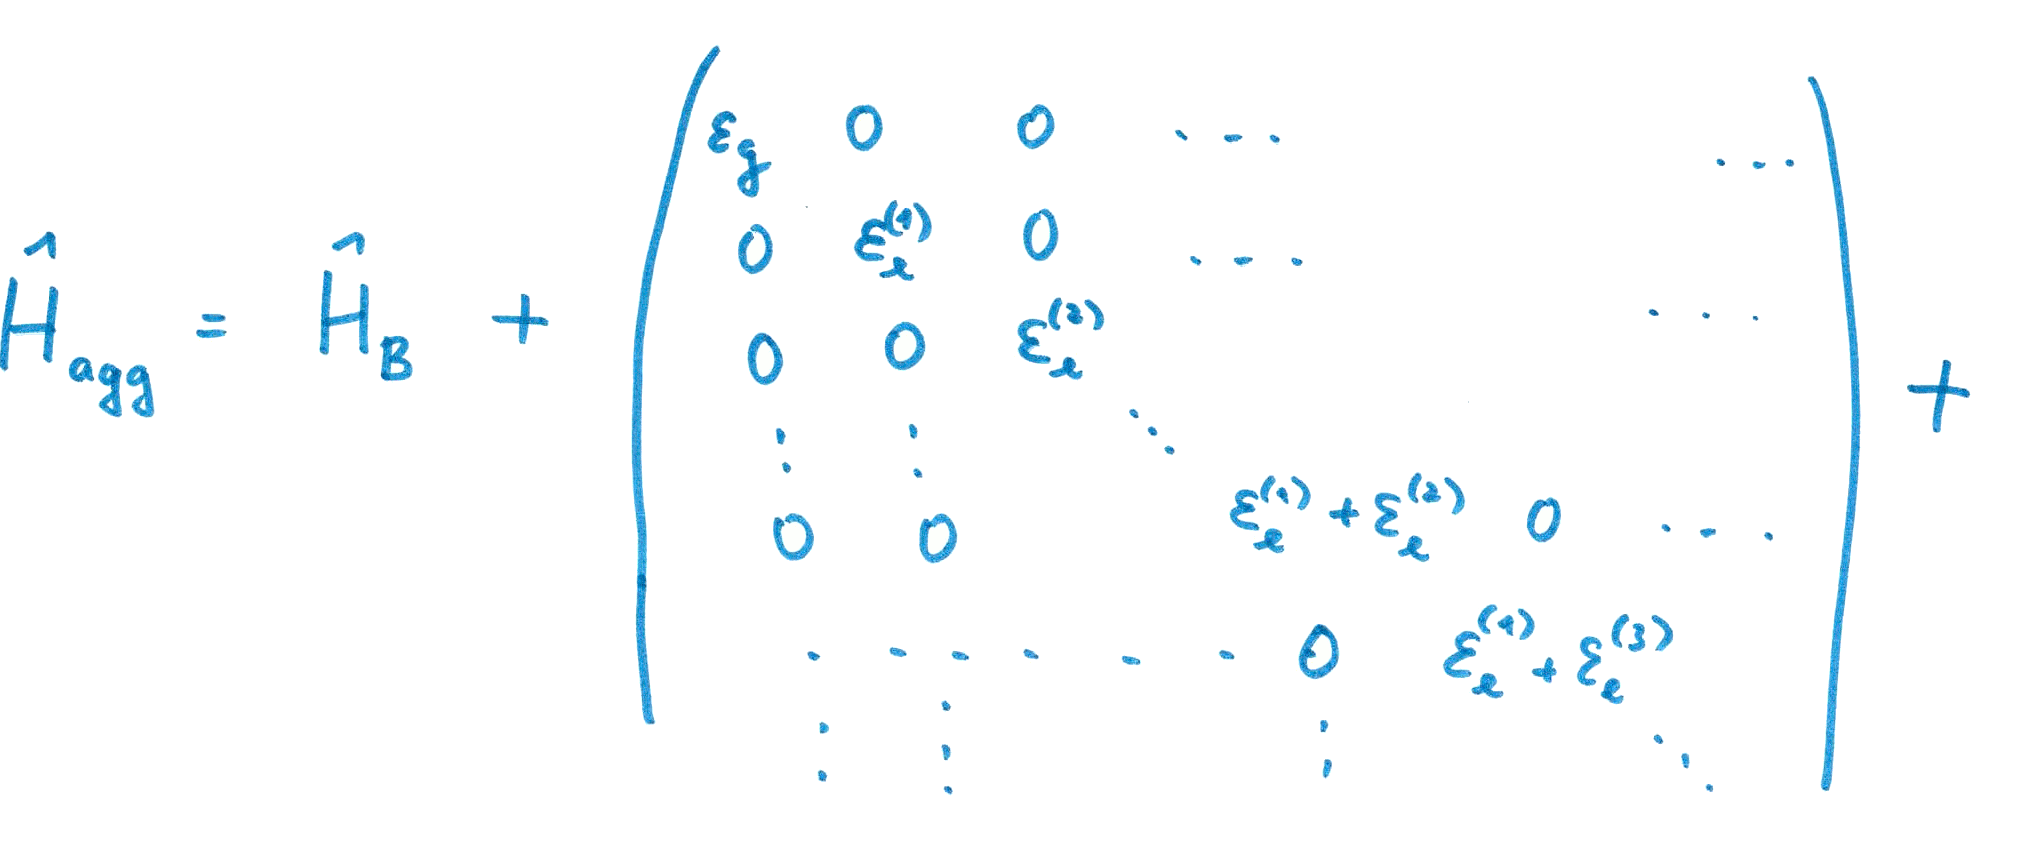 Ĥ_agg = Ĥ_B + ( ε_g 0 0 ... ...
0 ε_e^(1) 0 ...
0 0 ε_e^(2) ...
⋮ ⋮ ⋱
0 0 ε_e^(1) + ε_e^(2) 0 ...
. . . . . . 0 ε_e^(1) + ε_e^(3)
⋮ ⋮ ⋮ ⋱ ) +